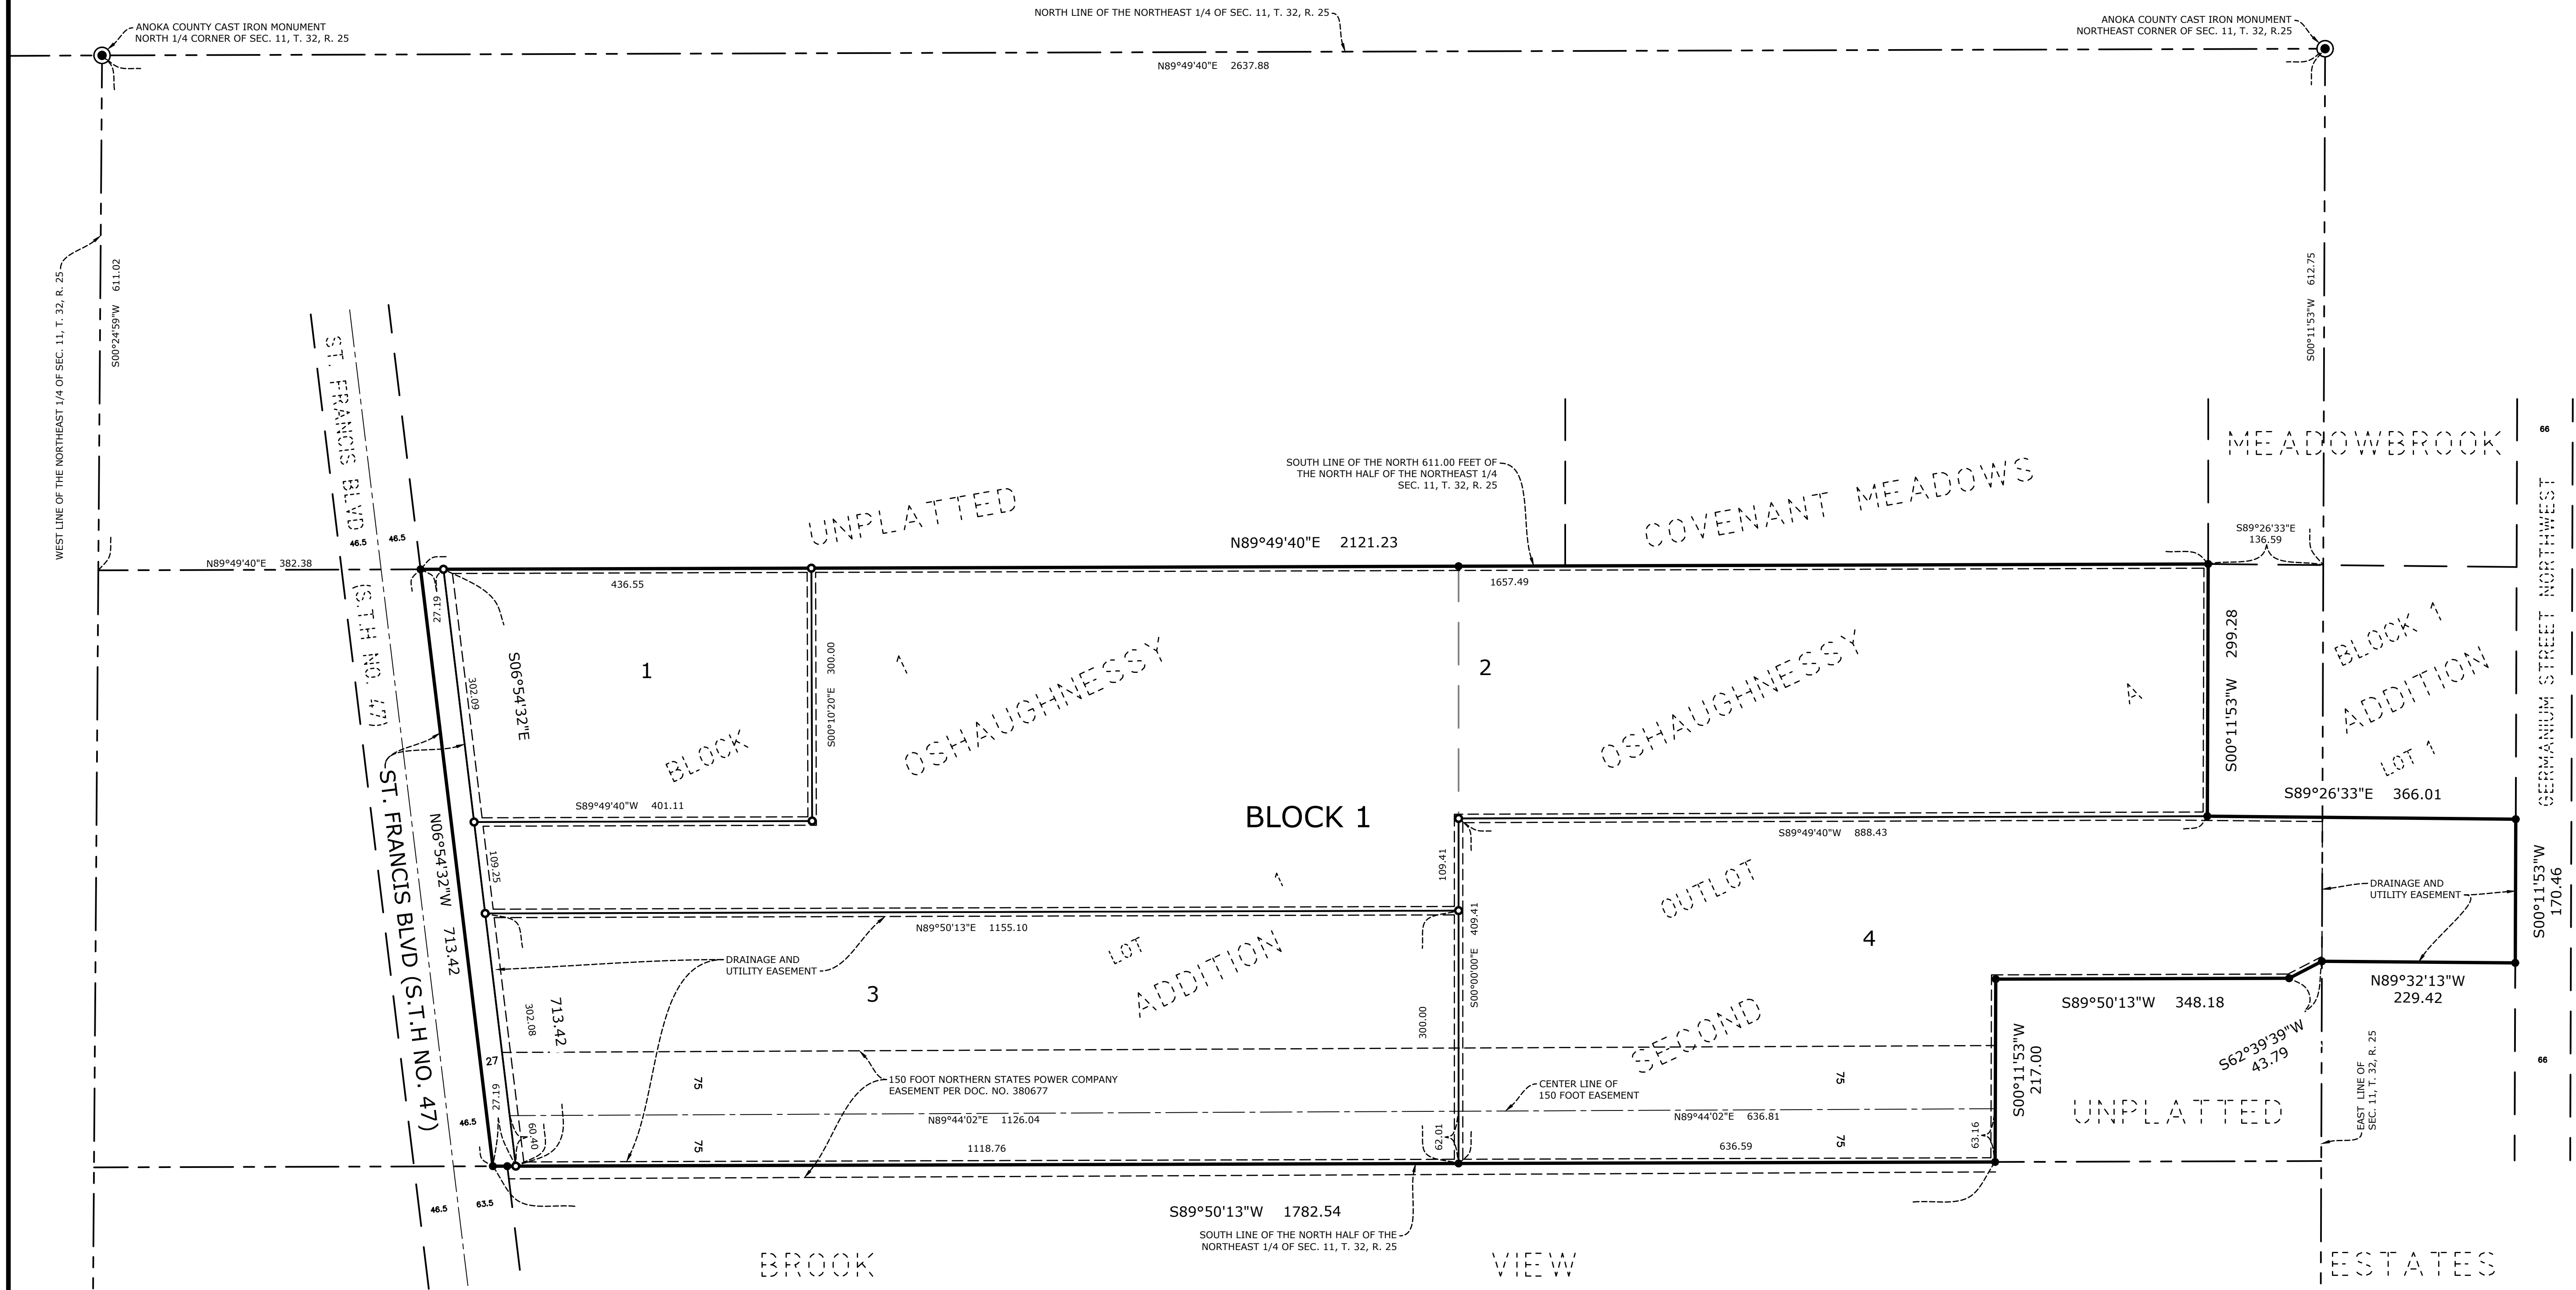 NORTH LINE OF THE NORTHEAST 1/4 OF SEC. 11, T. 32, R. 25
ANOKA COUNTY CAST IRON MONUMENT
NORTH 1/4 CORNER OF SEC. 11, T. 32, R. 25
ANOKA COUNTY CAST IRON MONUMENT
NORTHEAST CORNER OF SEC. 11, T. 32, R.25
N89°49'40"E 2637.88
WEST LINE OF THE NORTHEAST 1/4 OF SEC. 11, T. 32, R. 25
S00°24'59"W 611.02
S00°11'53"W 612.75
ST. FRANCIS BLVD (S.T.H NO. 47)
46.5
46.5
UNPLATTED
SOUTH LINE OF THE NORTH 611.00 FEET OF
THE NORTH HALF OF THE NORTHEAST 1/4
SEC. 11, T. 32, R. 25
COVENANT MEADOWS
MEADOWBROOK
66
GERMANIUM STREET NORTHWEST
S89°26'33"E
136.59
N89°49'40"E 382.38
N89°49'40"E 2121.23
436.55
1657.49
27.19
302.09
S06°54'32"E
1
S00°10'20"E 300.00
1
OSHAUGHNESSY
2
OSHAUGHNESSY
A
S00°11'53"W 299.28
BLOCK 1
ADDITION
LOT 1
BLOCK
S89°49'40"W 401.11
BLOCK 1
S89°49'40"W 888.43
S89°26'33"E 366.01
ST. FRANCIS BLVD (S.T.H NO. 47)
N06°54'32"W 713.42
109.25
109.41
1
OUTLOT
DRAINAGE AND
UTILITY EASEMENT
S00°11'53"W
170.46
N89°50'13"E 1155.10
LOT
ADDITION
S00°00'00"E 409.41
4
DRAINAGE AND
UTILITY EASEMENT
3
302.08
713.42
300.00
SECOND
S89°50'13"W 348.18
N89°32'13"W
229.42
S62°39'39"W
43.79
S00°11'53"W
217.00
27
27.19
150 FOOT NORTHERN STATES POWER COMPANY
EASEMENT PER DOC. NO. 380677
75
75
CENTER LINE OF
150 FOOT EASEMENT
N89°44'02"E 1126.04
N89°44'02"E 636.81
75
75
UNPLATTED
EAST LINE OF
SEC. 11, T. 32, R. 25
66
46.5
60.40
62.01
63.16
1118.76
636.59
46.5
63.5
S89°50'13"W 1782.54
SOUTH LINE OF THE NORTH HALF OF THE
NORTHEAST 1/4 OF SEC. 11, T. 32, R. 25
BROOK
VIEW
ESTATES